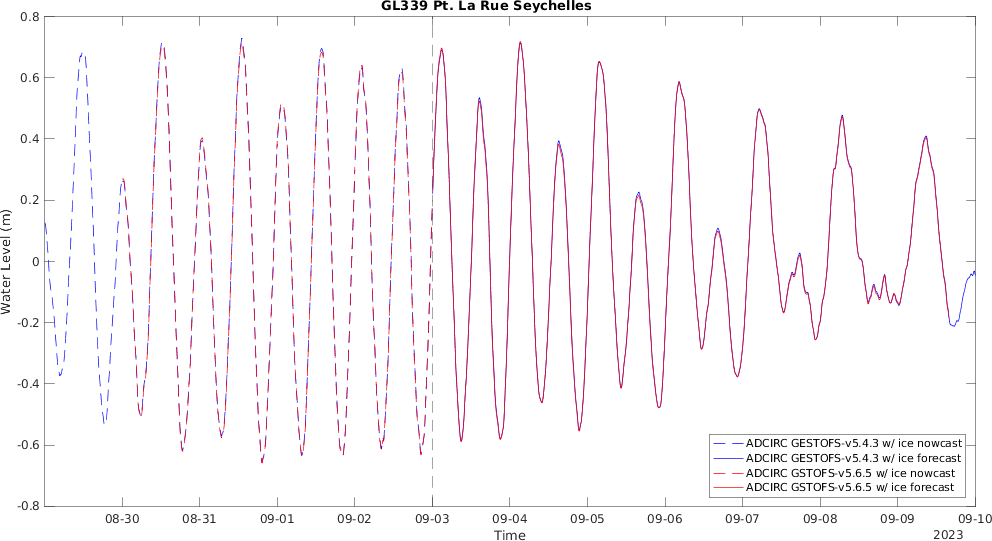 GL339 Pt. La Rue Seychelles
0.8
0.6
0.4
0.2
0
-0.2
-0.4
-0.6
-0.8
Water Level (m)
ADCIRC GESTOFS-v5.4.3 w/ ice nowcast
ADCIRC GESTOFS-v5.4.3 w/ ice forecast
ADCIRC GSTOFS-v5.6.5 w/ ice nowcast
ADCIRC GSTOFS-v5.6.5 w/ ice forecast
08-30 08-31 09-01 09-02 09-03 09-04 09-05 09-06 09-07 09-08 09-09 09-10
Time
2023